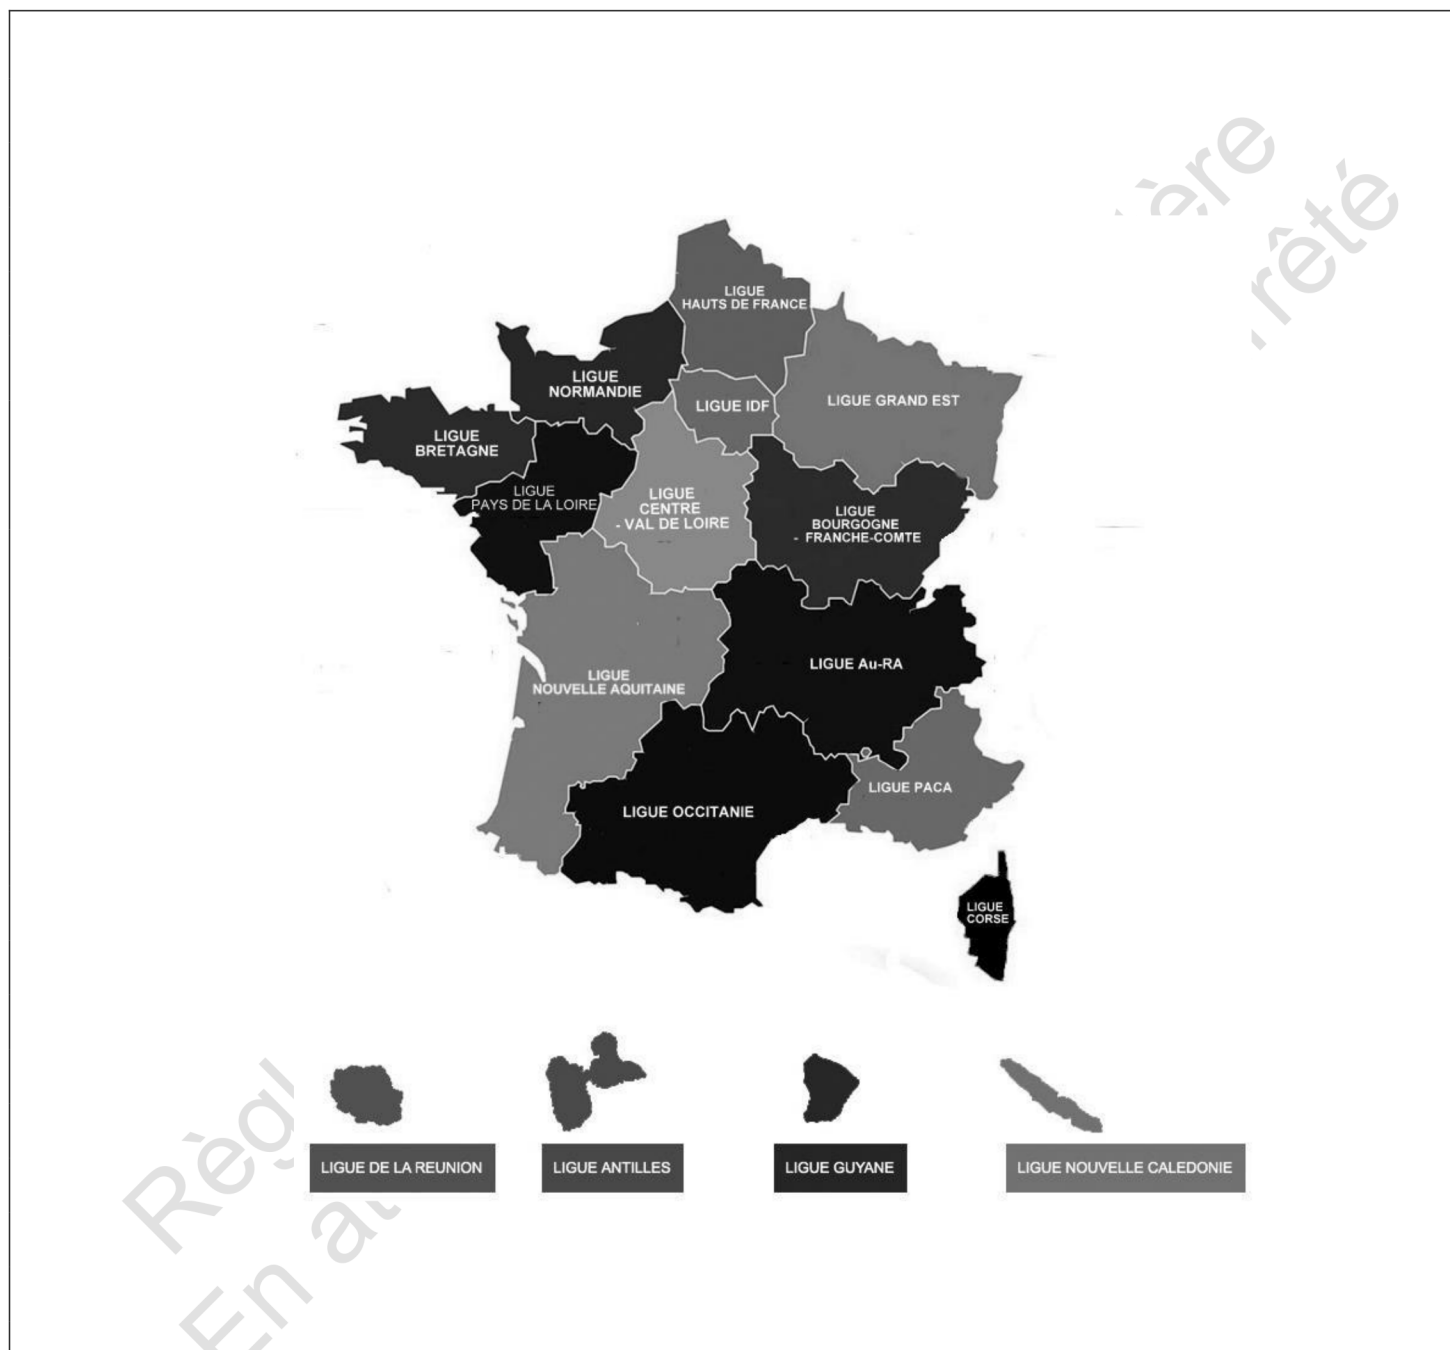 LIGUE
HAUTS DE FRANCE
LIGUE
NORMANDIE
LIGUE IDF
LIGUE GRAND EST
LIGUE
BRETAGNE
LIGUE
PAYS DE LA LOIRE
LIGUE
CENTRE
- VAL DE LOIRE
LIGUE
BOURGOGNE
- FRANCHE-COMTE
LIGUE Au-RA
LIGUE
NOUVELLE AQUITAINE
LIGUE PACA
LIGUE OCCITANIE
LIGUE
CORSE
LIGUE DE LA REUNION
LIGUE ANTILLES
LIGUE GUYANE
LIGUE NOUVELLE CALEDONIE